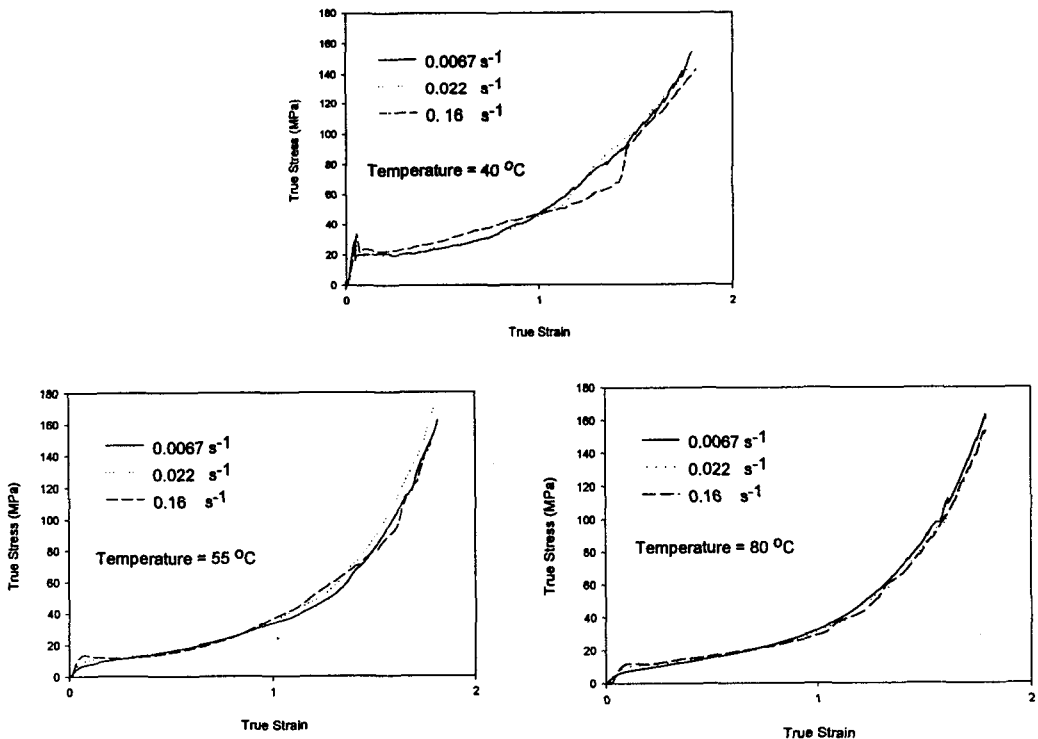 180
160
140
120
100
80
60
40
20
0
True Stress (MPa)
0.0067 s-1
0.022 s-1
0. 16 s-1
Temperature = 40 OC
0 1 2
True Strain
180
160
140
120
100
80
60
40
20
0
True Stress (MPa)
0.0067 s-1
0.022 s-1
0.16 s-1
Temperature = 55 OC
0 1 2
True Strain
180
160
140
120
100
80
60
40
20
0
True Stress (MPa)
0.0067 s-1
0.022 s-1
0.16 s-1
Temperature = 80 OC
0 1 2
True Strain